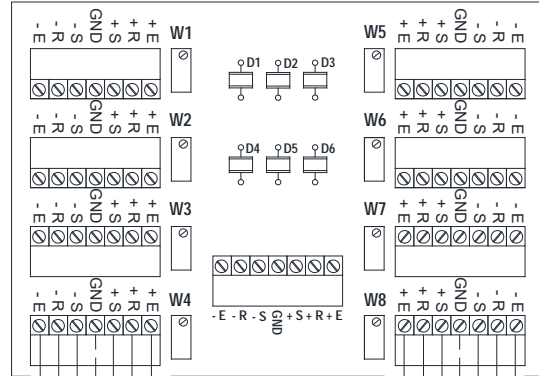 - E - R - S GND + S + R + E
W1
D1 D2 D3
W5
+ E + R + S GND - S - R - E
- E - R - S GND + S + R + E
W2
D4 D5 D6
W6
+ E + R + S GND - S - R - E
- E - R - S GND + S + R + E
W3
W7
+ E + R + S GND - S - R - E
- E - R - S GND + S + R + E
W4
- E - R - S GND + S + R + E
W8
+ E + R + S GND - S - R - E